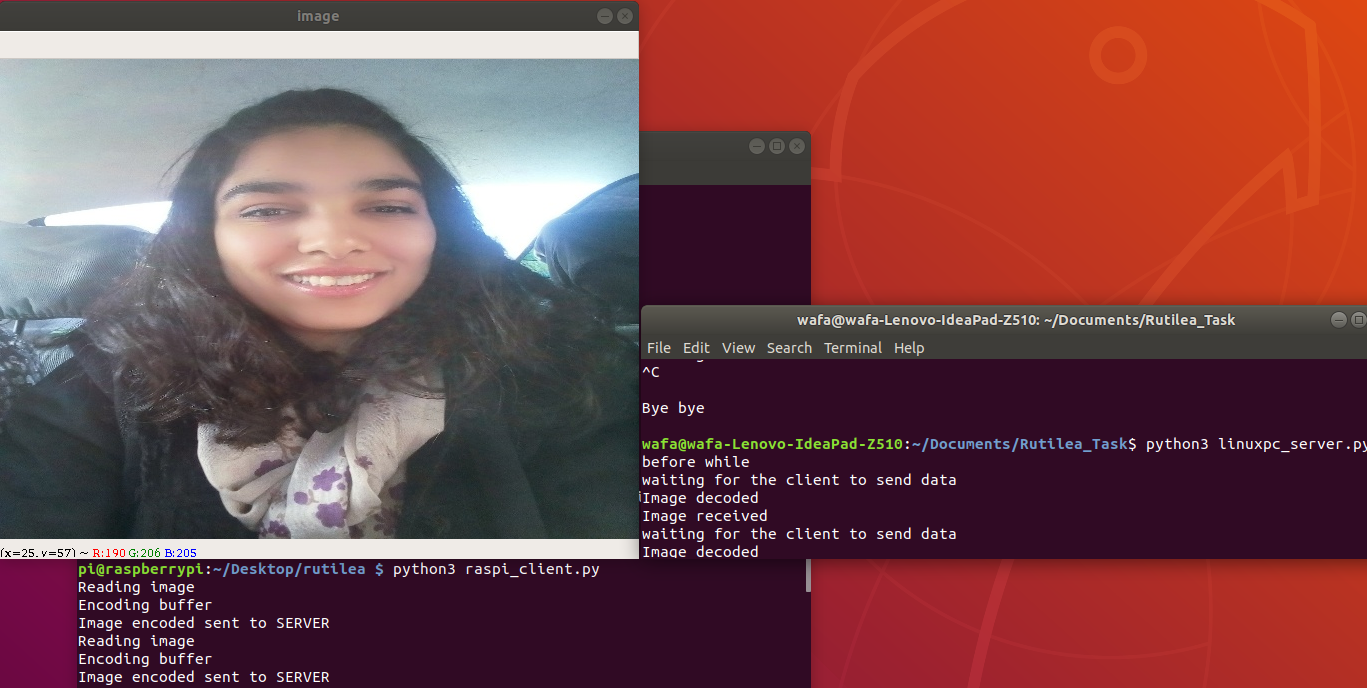 image
(x=25, y=57) ~ R:190 G:206 B:205
wafa@wafa-Lenovo-IdeaPad-Z510: ~/Documents/Rutilea_Task
File Edit View Search Terminal Help
^C
Bye bye
wafa@wafa-Lenovo-IdeaPad-Z510:~/Documents/Rutilea_Task$ python3 linuxpc_server.py
before while
waiting for the client to send data
Image decoded
Image received
waiting for the client to send data
Image decoded
pi@raspberrypi:~/Desktop/rutilea $ python3 raspi_client.py
Reading image
Encoding buffer
Image encoded sent to SERVER
Reading image
Encoding buffer
Image encoded sent to SERVER